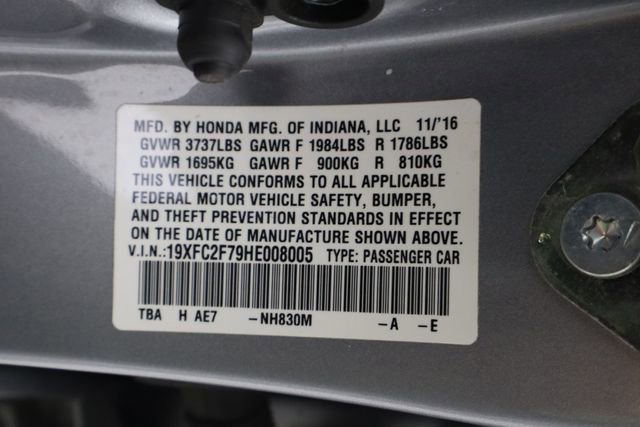 MFD. BY HONDA MFG. OF INDIANA, LLC 11/'16
GVWR 3737LBS GAWR F 1984LBS R 1786LBS
GVWR 1695KG GAWR F 900KG R 810KG
THIS VEHICLE CONFORMS TO ALL APPLICABLE
FEDERAL MOTOR VEHICLE SAFETY, BUMPER,
AND THEFT PREVENTION STANDARDS IN EFFECT
ON THE DATE OF MANUFACTURE SHOWN ABOVE.
V.I.N.:19XFC2F79HE008005 TYPE: PASSENGER CAR
TBA H AE7 -NH830M -A -E